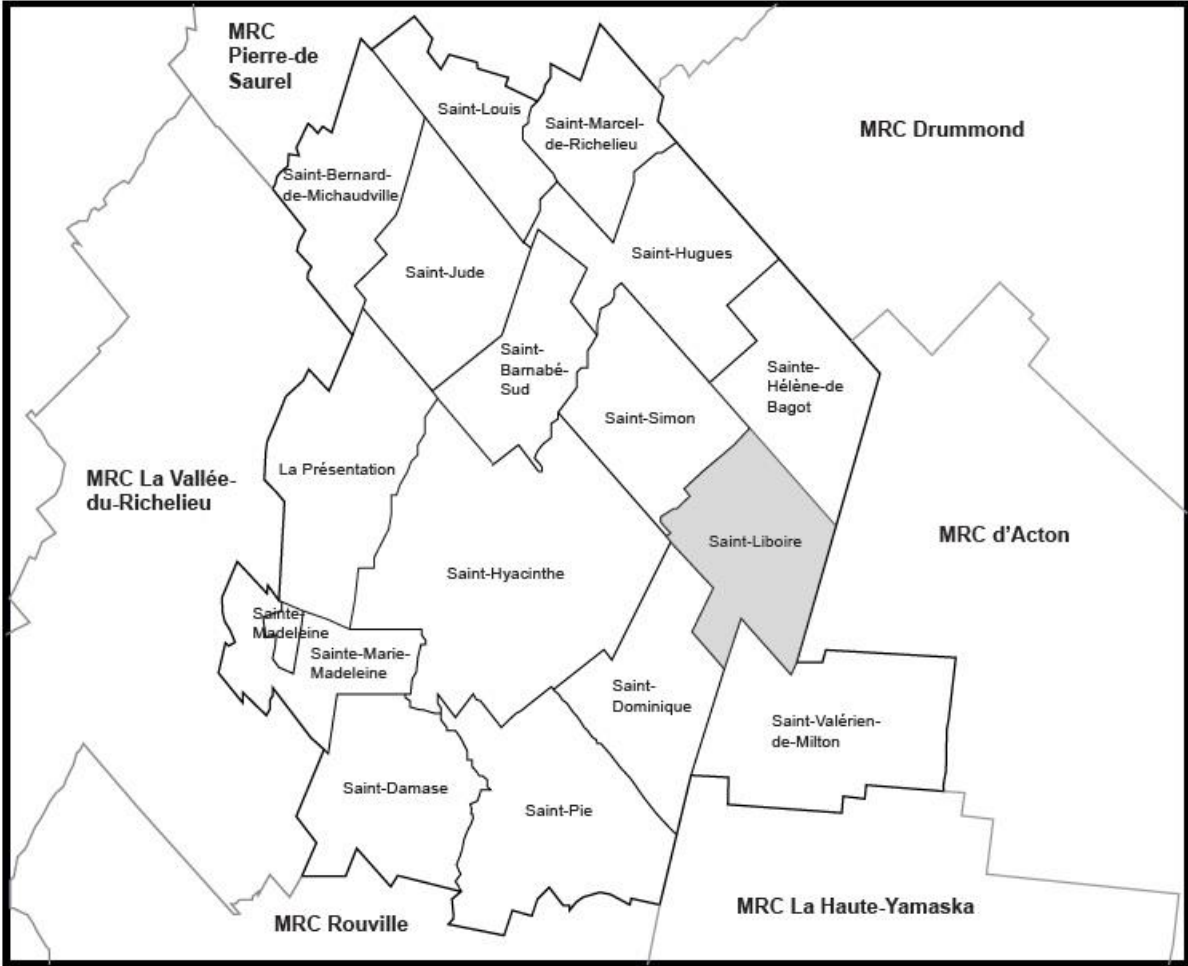 MRC
Pierre-de
Saurel
Saint-Louis
Saint-Marcel-
de-Richelieu
MRC Drummond
Saint-Bernard-
de-Michaudville
Saint-Hugues
Saint-Jude
Saint-
Barnabé-
Sud
Sainte-
Hélène-de
Bagot
Saint-Simon
La Présentation
MRC La Vallée-
du-Richelieu
Saint-Liboire
MRC d’Acton
Saint-Hyacinthe
Sainte-
Madeleine
Sainte-Marie-
Madeleine
Saint-
Dominique
Saint-Valérien-
de-Milton
Saint-Damase
Saint-Pie
MRC La Haute-Yamaska
MRC Rouville